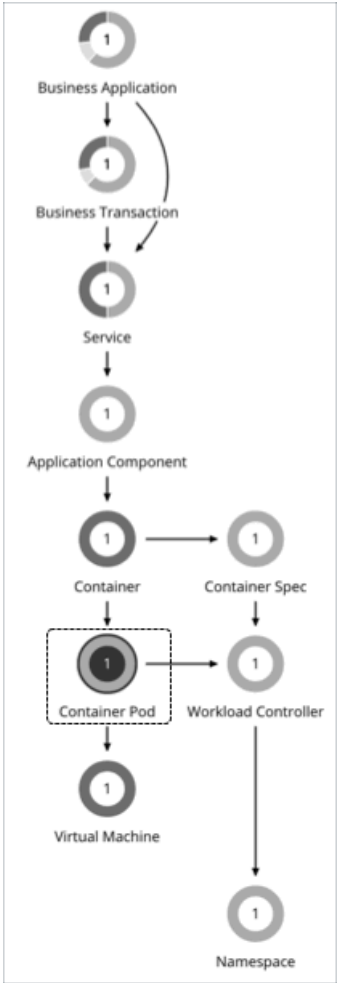 1
Business Application
1
Business Transaction
1
Service
1
Application Component
1
1
Container
Container Spec
1
1
Container Pod
Workload Controller
1
Virtual Machine
1
Namespace